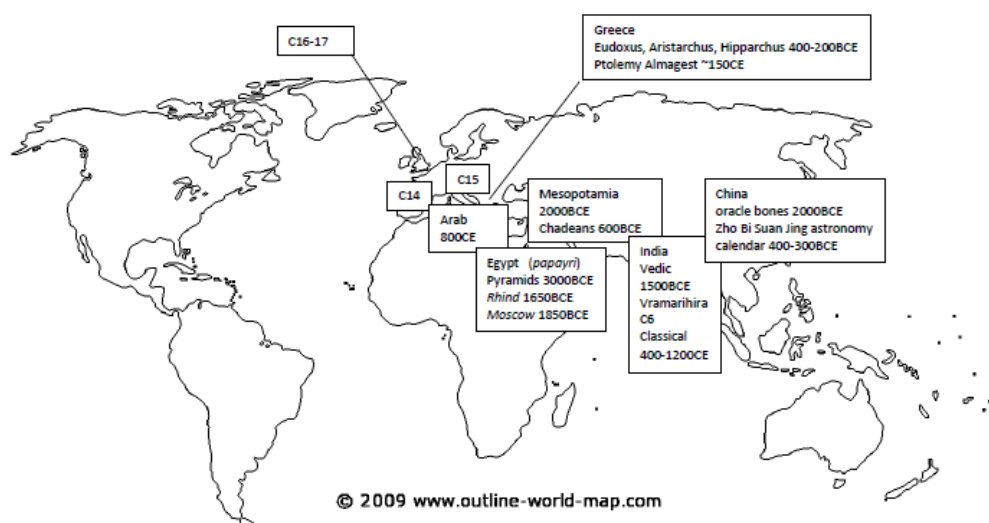 C16-17
Greece
Eudoxus, Aristarchus, Hipparchus 400-200BCE
Ptolemy Almagest ~150CE
C15
C14
Arab
800CE
Mesopotamia
2000BCE
Chadeans 600BCE
China
oracle bones 2000BCE
Zho Bi Suan Jing astronomy
calendar 400-300BCE
Egypt (papayri)
Pyramids 3000BCE
Rhind 1650BCE
Moscow 1850BCE
India
Vedic
1500BCE
Vramarihira
C6
Classical
400-1200CE
© 2009 www.outline-world-map.com